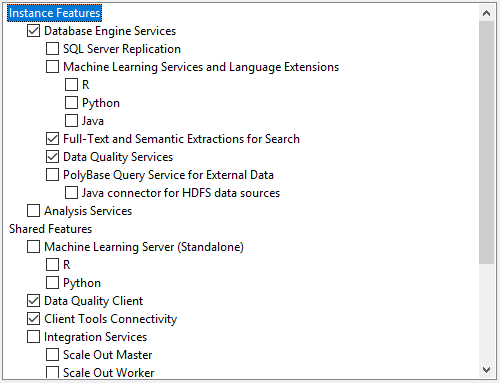 Instance Features
Database Engine Services
SQL Server Replication
Machine Learning Services and Language Extensions
R
Python
Java
Full-Text and Semantic Extractions for Search
Data Quality Services
PolyBase Query Service for External Data
Java connector for HDFS data sources
Analysis Services
Shared Features
Machine Learning Server (Standalone)
R
Python
Data Quality Client
Client Tools Connectivity
Integration Services
Scale Out Master
Scale Out Worker